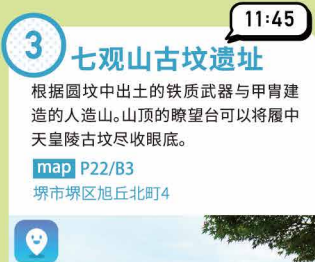 11:45
3
七观山古坟遗址
根据圆坟中出土的铁质武器与甲胄建
造的人造山。山顶的瞭望台可以将履中
天皇陵古坟尽收眼底。
map P22/B3
堺市堺区旭丘北町4